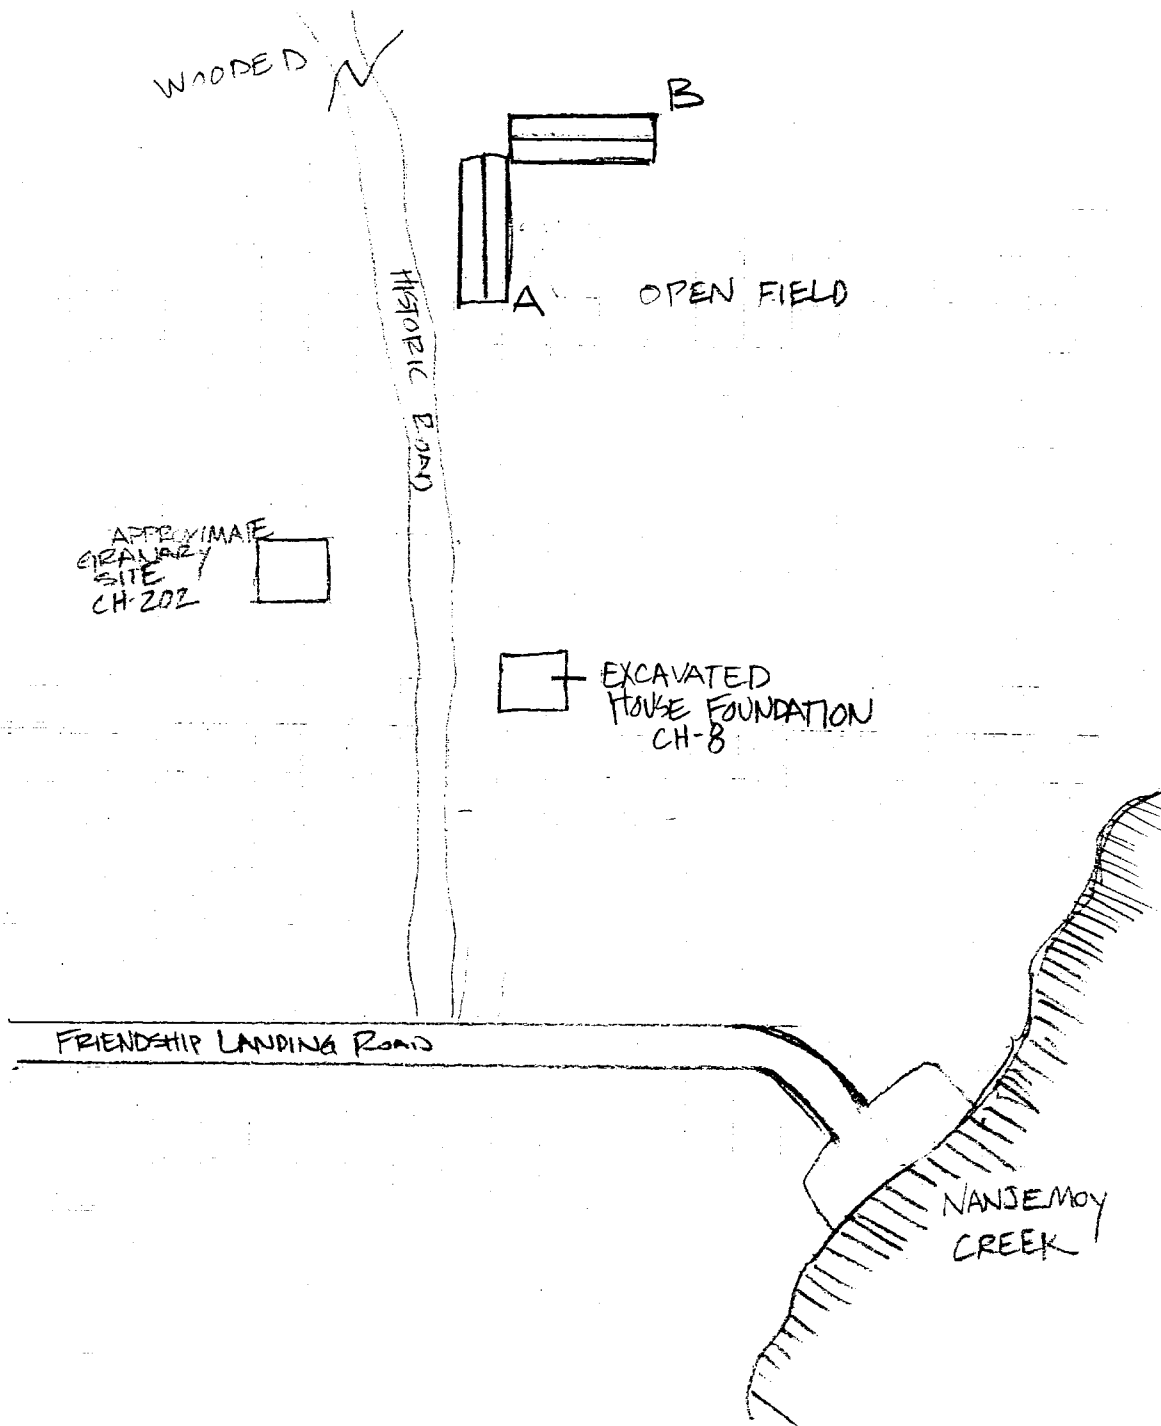 WOODED
B
A
OPEN FIELD
HISTORIC ROAD
APPROXIMATE
GRANARY
SITE
CH-202
EXCAVATED
HOUSE FOUNDATION
CH-8
FRIENDSHIP LANDING ROAD
NANJEMOY
CREEK